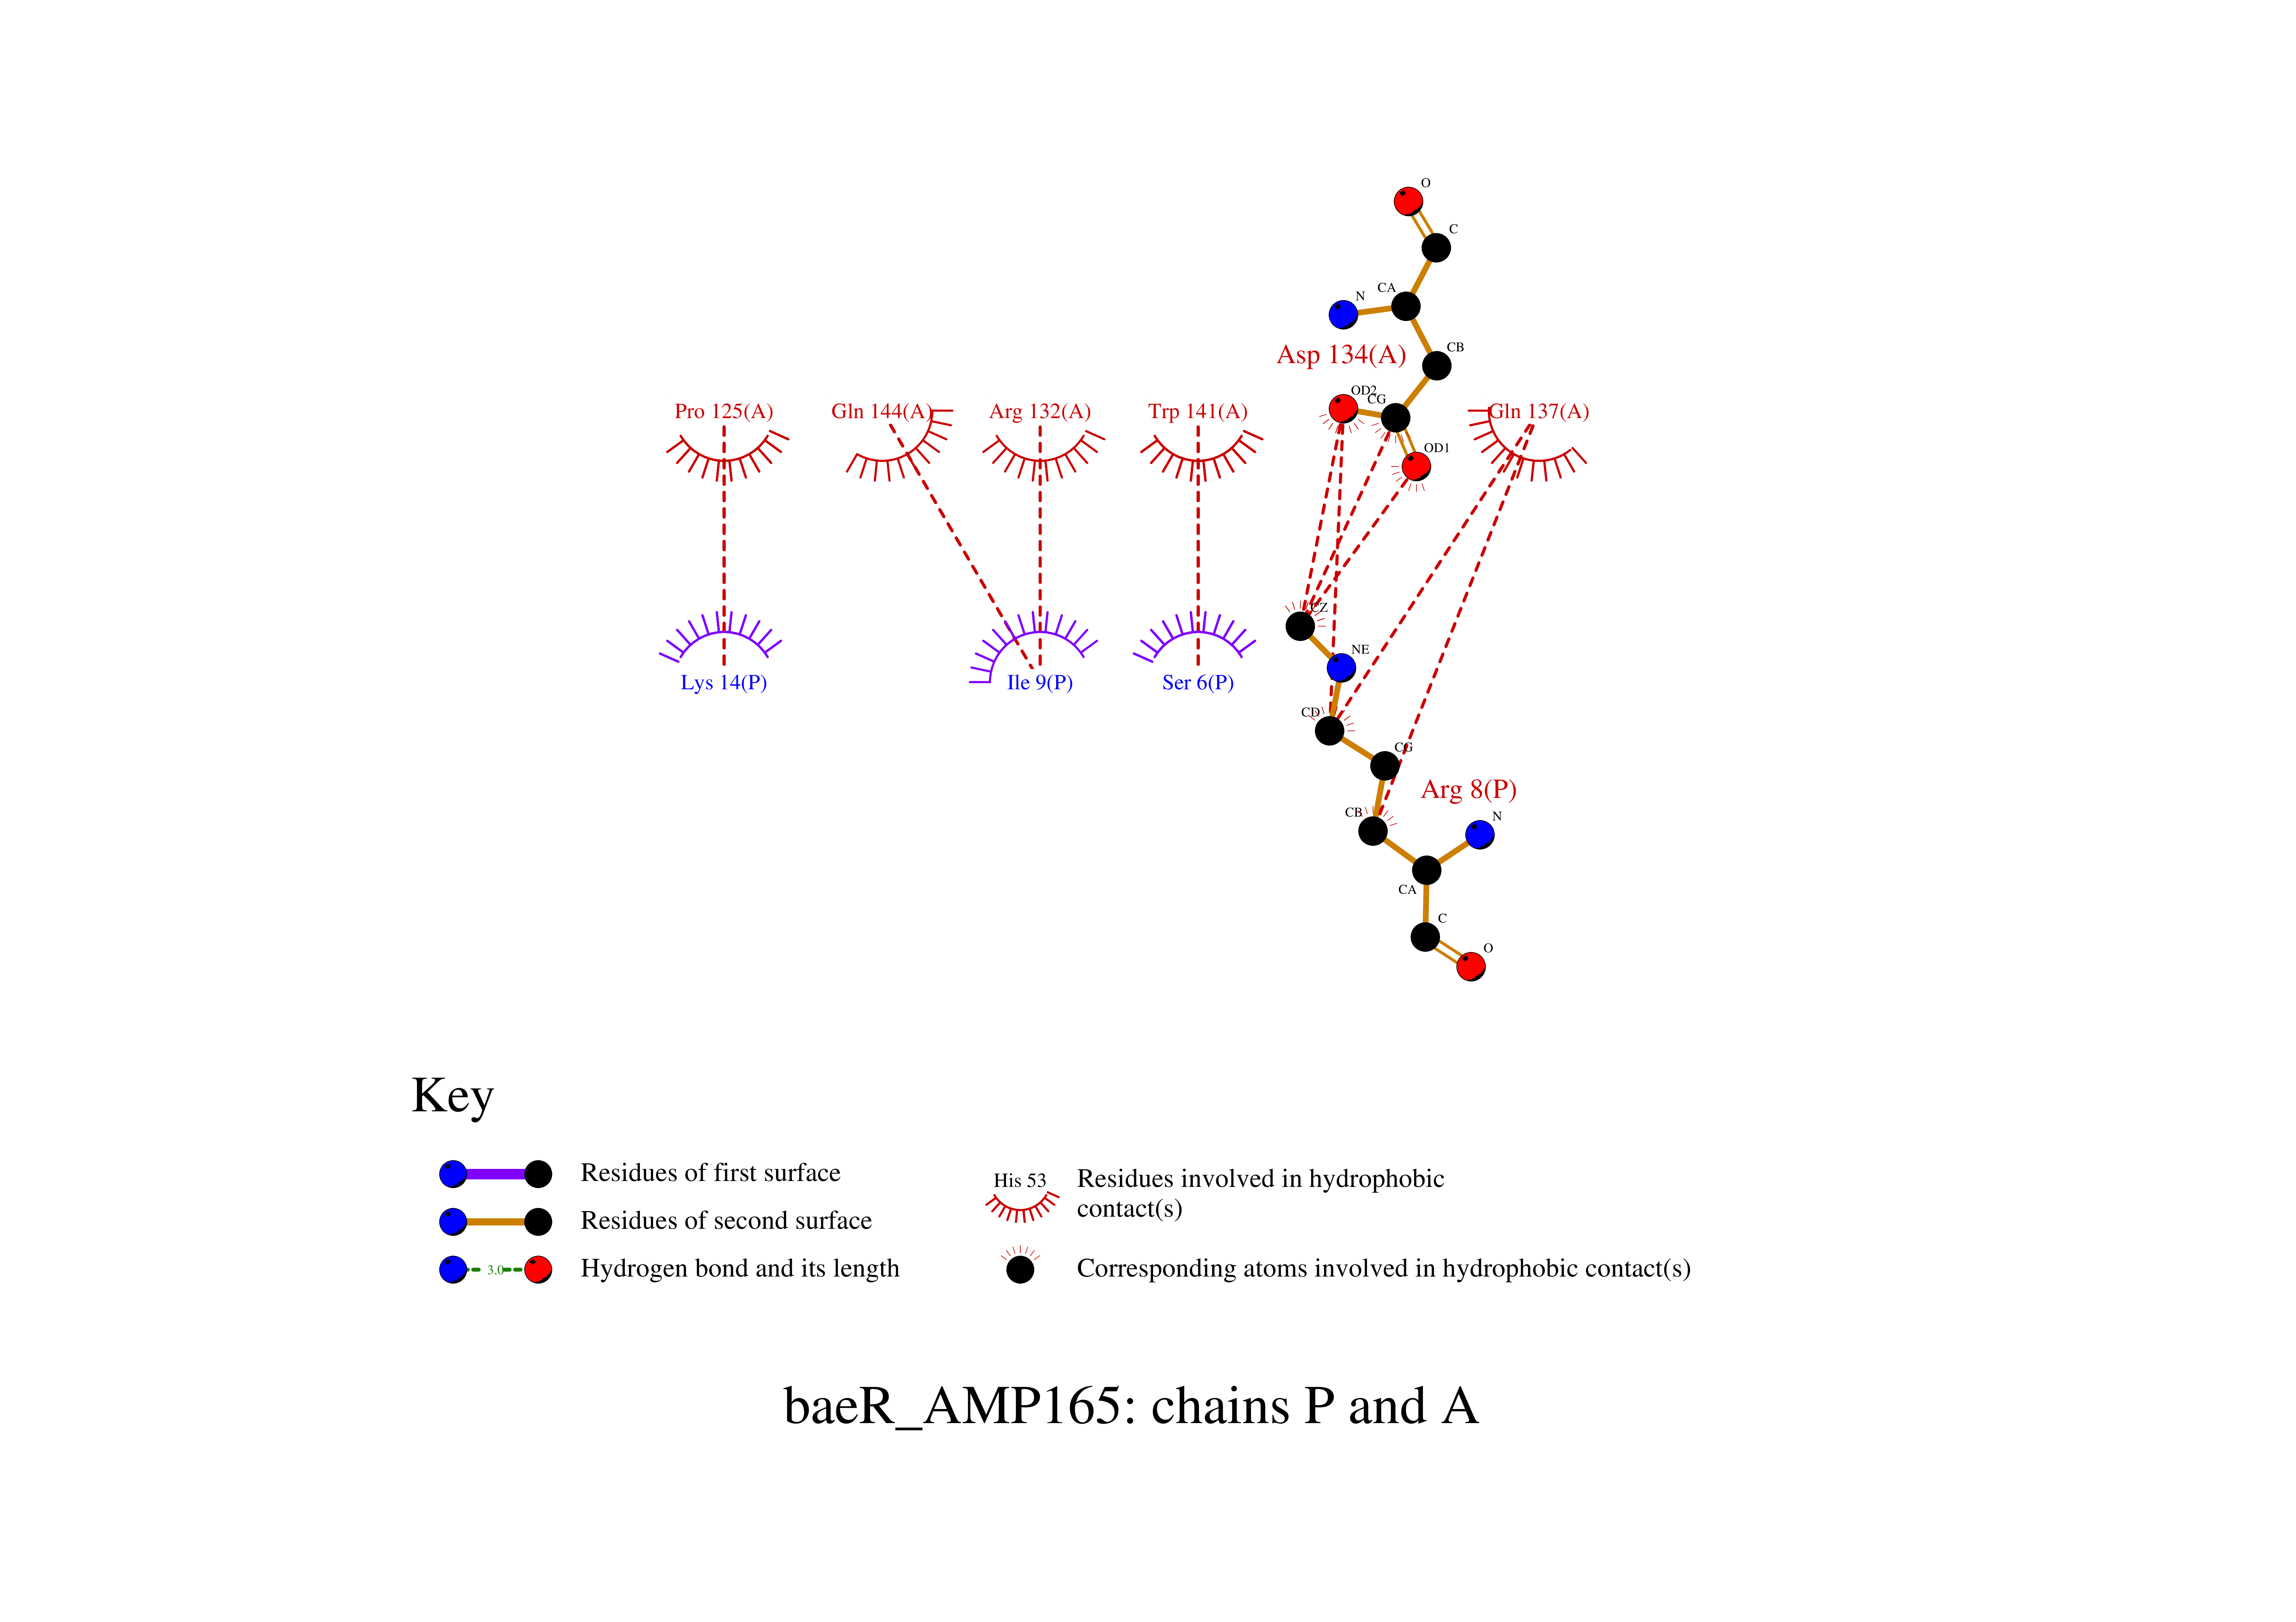 O
C
CA
N
CB
Asp 134(A)
OD2
CG
OD1
Pro 125(A) Gln 144(A) Arg 132(A) Trp 141(A) Gln 137(A)
CZ
NE
Lys 14(P) Ile 9(P) Ser 6(P)
CD
CG
Arg 8(P)
CB
N
CA
C
O
Key
Residues of first surface
Residues of second surface
3.0 Hydrogen bond and its length
His 53 Residues involved in hydrophobic
contact(s)
Corresponding atoms involved in hydrophobic contact(s)
baeR_AMP165: chains P and A